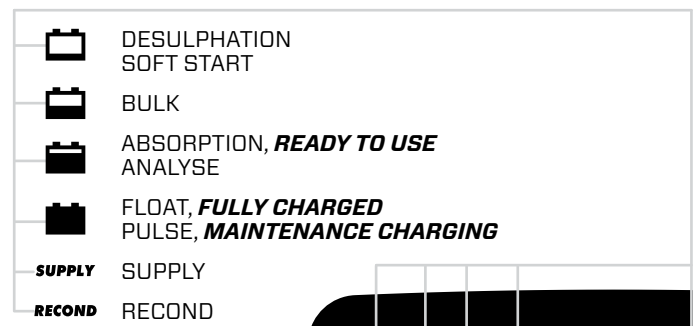 DESULPHATION
SOFT START
BULK
ABSORPTION, READY TO USE
ANALYSE
FLOAT, FULLY CHARGED
PULSE, MAINTENANCE CHARGING
SUPPLY SUPPLY
RECOND RECOND